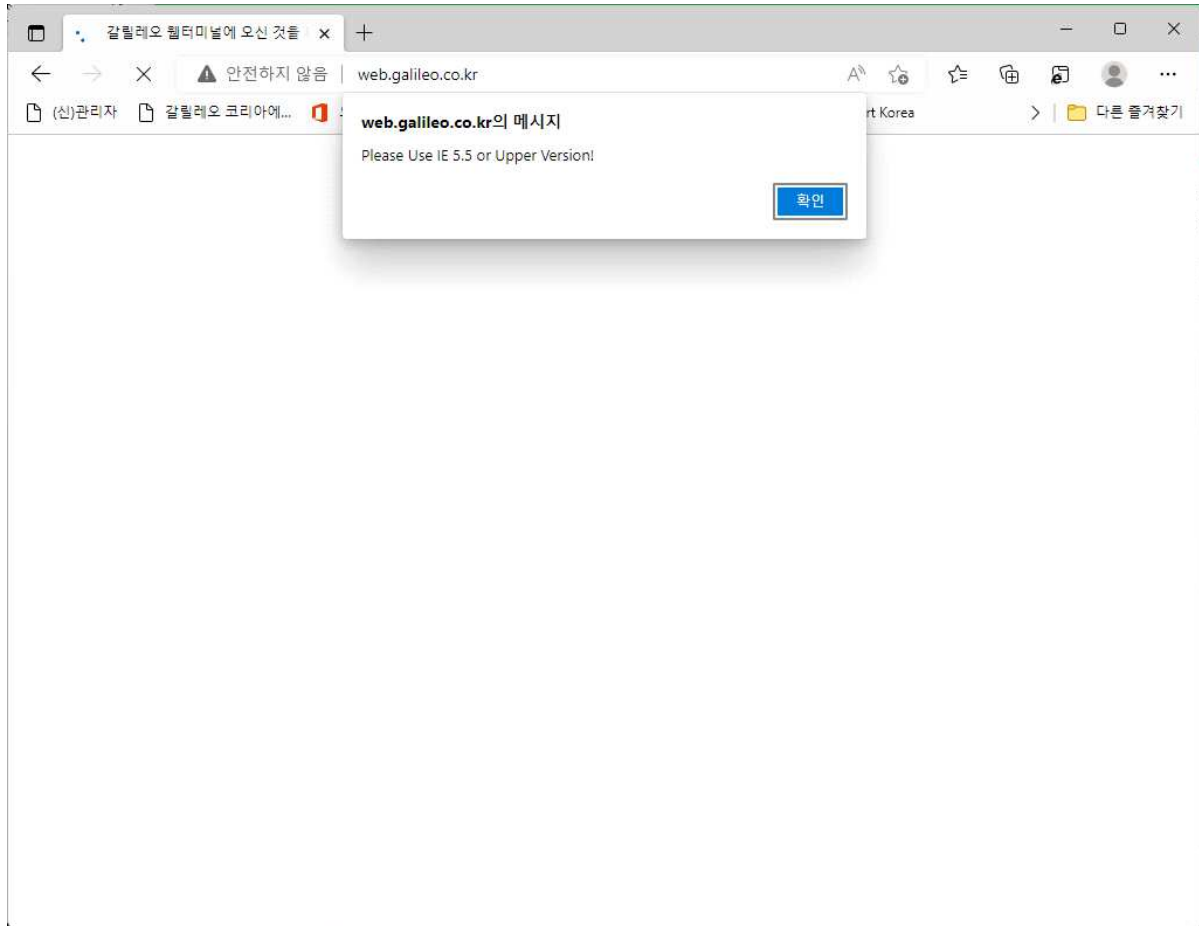 갈릴레오 웹터미널에 오신 것을
안전하지 않음 web.galileo.co.kr
(신)관리자 갈릴레오 코리아에... rt Korea 다른 즐겨찾기
web.galileo.co.kr의 메시지
Please Use IE 5.5 or Upper Version!
확인